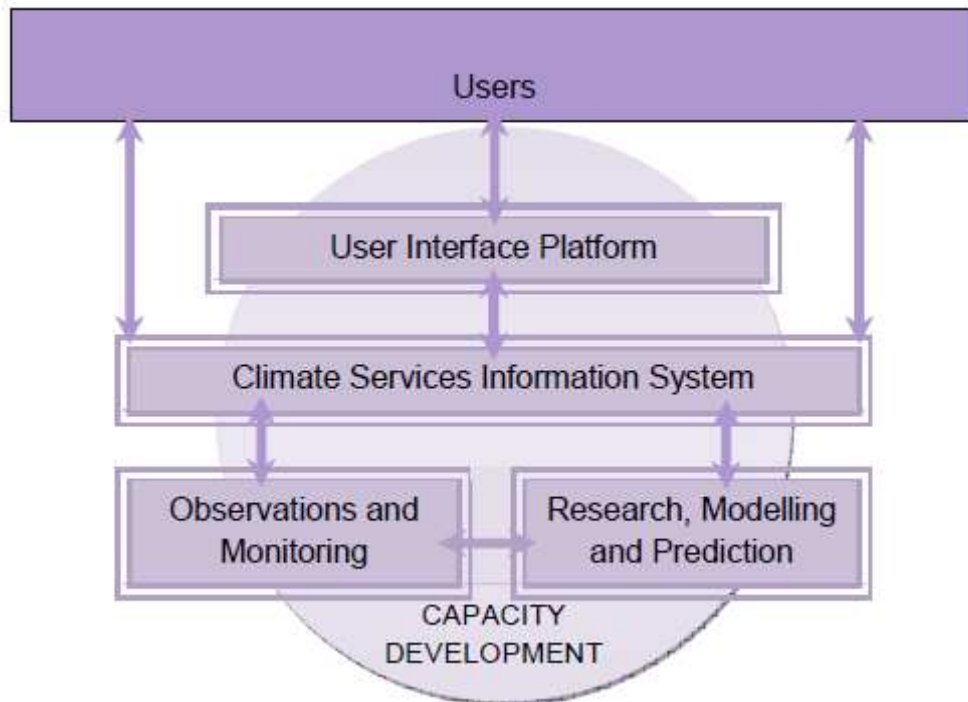 Users
User Interface Platform
Climate Services Information System
Observations and
Monitoring
Research, Modelling
and Prediction
CAPACITY
DEVELOPMENT